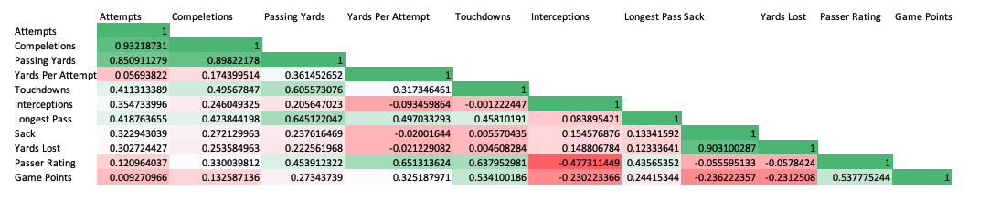 Attempts Compeletions Passing Yards Yards Per Attempt Touchdowns Interceptions Longest Pass Sack Yards Lost Passer Rating Game Points
Attempts 1
Compeletions 0.93218731 1
Passing Yards 0.850911279 0.89822178 1
Yards Per Attempt 0.05693822 0.174399514 0.361452652 1
Touchdowns 0.411313389 0.49567847 0.605573076 0.317346461 1
Interceptions 0.354733996 0.246049325 0.205647023 -0.093459864 -0.001222447 1
Longest Pass 0.418763655 0.423844198 0.645122042 0.497033293 0.45810191 0.083895421 1
Sack 0.322943039 0.272129963 0.237616469 -0.02001644 0.005570435 0.154576876 0.13341592 1
Yards Lost 0.302724427 0.253584963 0.222561968 -0.021229082 0.004608284 0.148806784 0.12333641 0.903100287 1
Passer Rating 0.120964037 0.330039812 0.453912322 0.651313624 0.637952981 -0.477311449 0.43565352 -0.055595133 -0.0578424 1
Game Points 0.009270966 0.132587136 0.27343739 0.325187971 0.534100186 -0.230223366 0.24415344 -0.236222357 -0.2312508 0.537775244 1